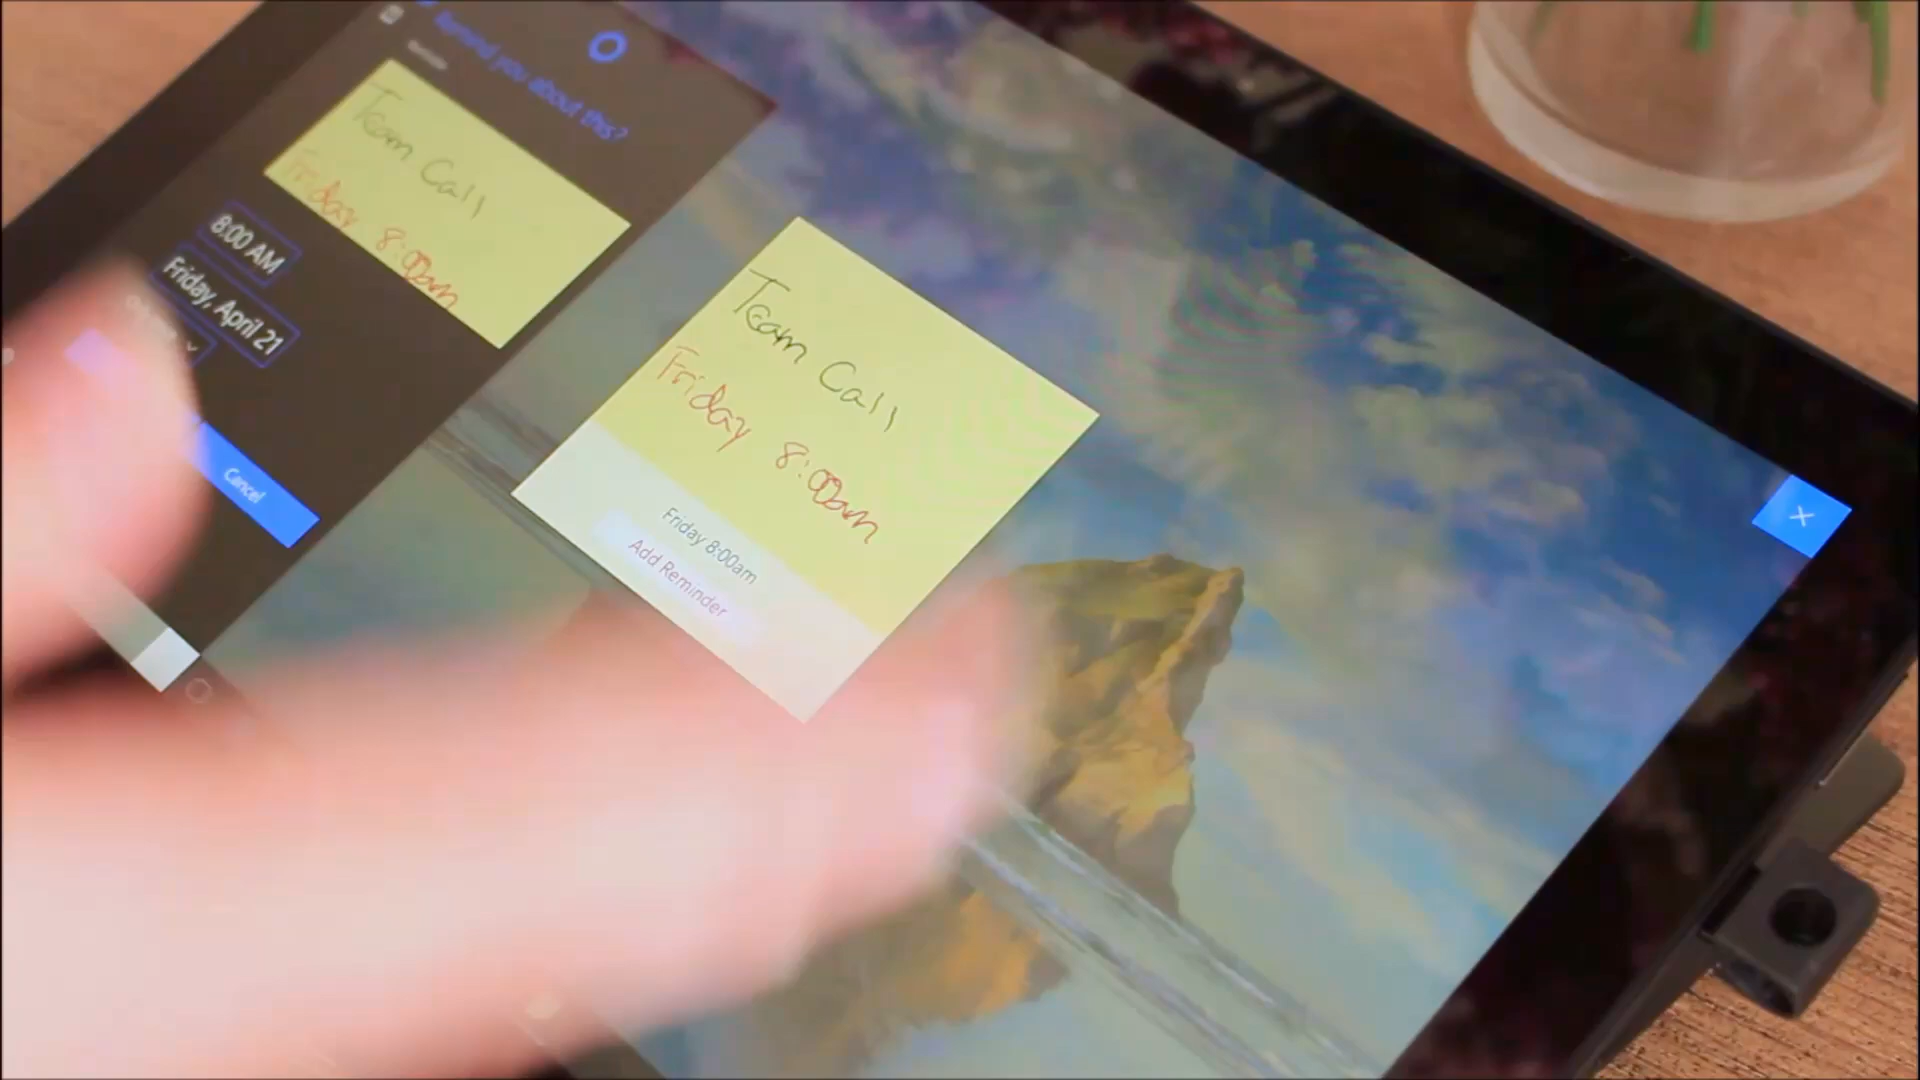 Remind you about this?
Reminder
Team Call
Friday 8:00am
8:00 AM
Friday, April 21
Cancel
Team Call
Friday 8:00am
Friday 8:00am
Add Reminder